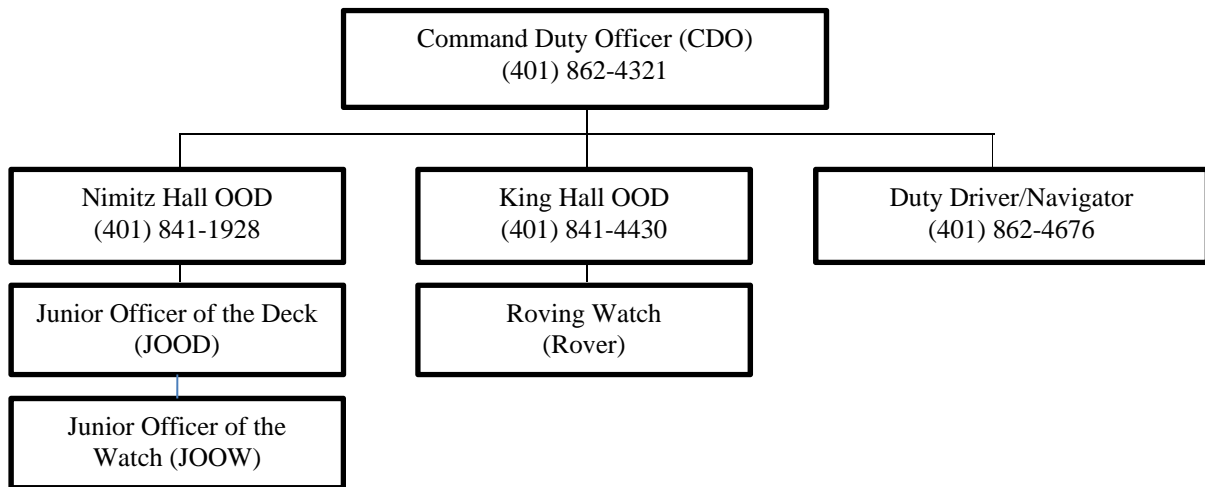 Command Duty Officer (CDO)
(401) 862-4321
Nimitz Hall OOD
(401) 841-1928
King Hall OOD
(401) 841-4430
Duty Driver/Navigator
(401) 862-4676
Junior Officer of the Deck
(JOOD)
Roving Watch
(Rover)
Junior Officer of the
Watch (JOOW)